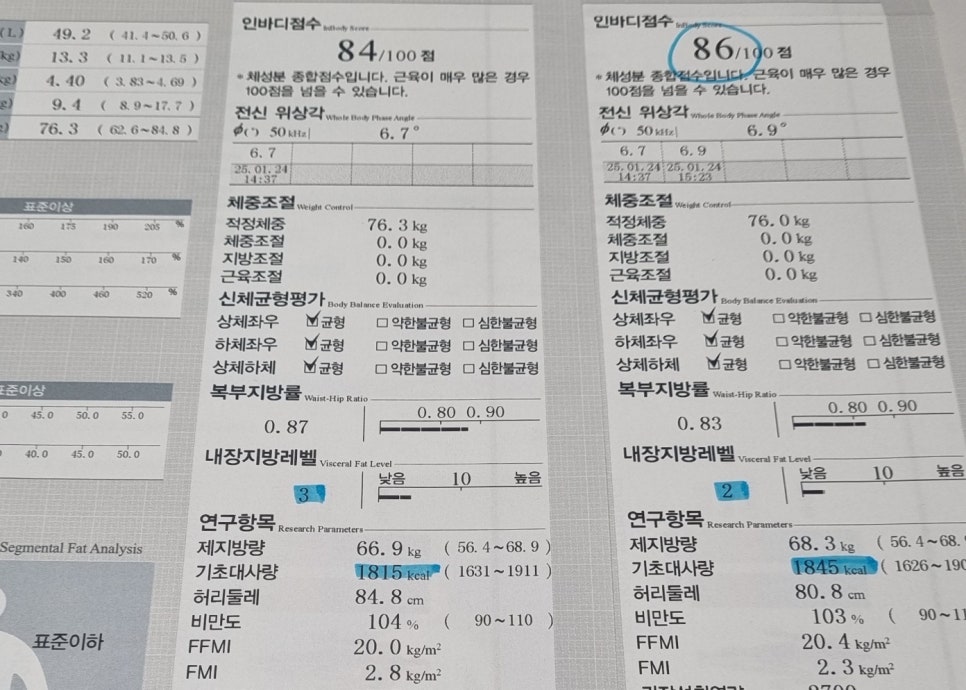 (L) 49.2 ( 41.4~50.6 )
kg) 13.3 ( 11.1~13.5 )
kg) 4.40 ( 3.83~4.69 )
g) 9.4 ( 8.9~17.7 )
76.3 ( 62.6~84.8 )
표준이상
160 175 190 205 %
140 150 160 170 %
340 400 460 520 %
표준이상
0 45.0 50.0 55.0
40.0 45.0 50.0
Segmental Fat Analysis
표준이하
인바디점수 InBody Score
84/100 점
* 체성분 종합점수입니다. 근육이 매우 많은 경우
100점을 넘을 수 있습니다.
전신 위상각 Whole Body Phase Angle
ϕ(°) 50 kHz| 6.7°
6.7
25.01.24
14:37
체중조절 Weight Control
적정체중 76.3 kg
체중조절 0.0 kg
지방조절 0.0 kg
근육조절 0.0 kg
신체균형평가 Body Balance Evaluation
상체좌우 ☑균형 □약한불균형 □심한불균형
하체좌우 ☑균형 □약한불균형 □심한불균형
상체하체 ☑균형 □약한불균형 □심한불균형
복부지방률 Waist-Hip Ratio
0.80 0.90
0.87
내장지방레벨 Visceral Fat Level
낮음 10 높음
3
연구항목 Research Parameters
제지방량 66.9 kg ( 56.4~68.9 )
기초대사량 1815 kcal ( 1631~1911 )
허리둘레 84.8 cm
비만도 104 % ( 90~110 )
FFMI 20.0 kg/m²
FMI 2.8 kg/m²
인바디점수 InBody Score
86/100 점
* 체성분 종합점수입니다. 근육이 매우 많은 경우
100점을 넘을 수 있습니다.
전신 위상각 Whole Body Phase Angle
ϕ(°) 50 kHz| 6.9°
6.7 6.9
25.01.24 25.01.24
14:37 15:23
체중조절 Weight Control
적정체중 76.0 kg
체중조절 0.0 kg
지방조절 0.0 kg
근육조절 0.0 kg
신체균형평가 Body Balance Evaluation
상체좌우 ☑균형 □약한불균형 □심한불균형
하체좌우 ☑균형 □약한불균형 □심한불균형
상체하체 ☑균형 □약한불균형 □심한불균형
복부지방률 Waist-Hip Ratio
0.80 0.90
0.83
내장지방레벨 Visceral Fat Level
낮음 10 높음
2
연구항목 Research Parameters
제지방량 68.3 kg ( 56.4~68.
기초대사량 1845 kcal ( 1626~190
허리둘레 80.8 cm
비만도 103 % ( 90~11
FFMI 20.4 kg/m²
FMI 2.3 kg/m²